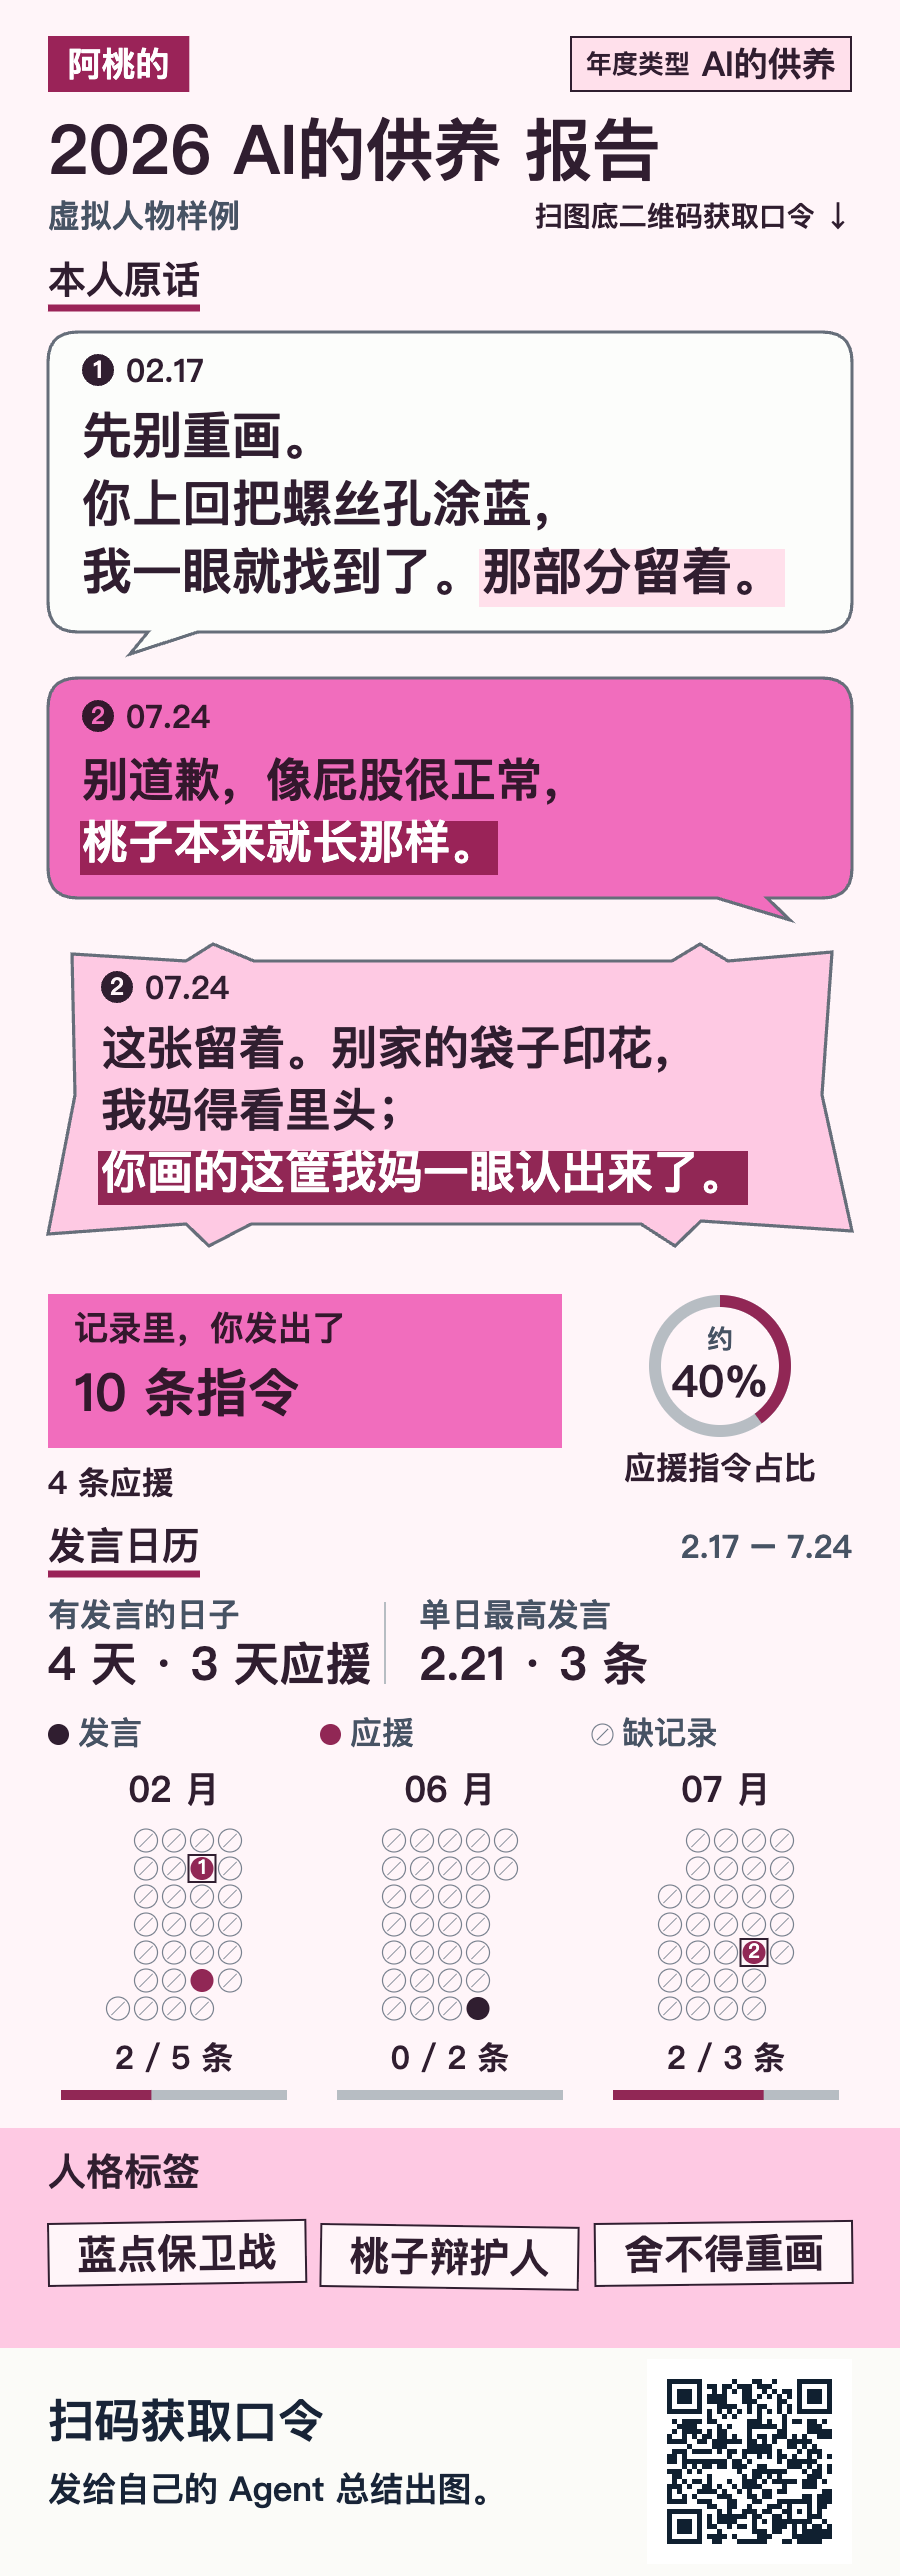 阿桃的
年度类型 AI的供养
2026 AI的供养 报告
虚拟人物样例
扫图底二维码获取口令 ↓
本人原话
1 02.17
先别重画。
你上回把螺丝孔涂蓝，
我一眼就找到了。那部分留着。
2 07.24
别道歉，像屁股很正常，
桃子本来就长那样。
2 07.24
这张留着。别家的袋子印花，
我妈得看里头；
你画的这筐我妈一眼认出来了。
记录里，你发出了
10 条指令
4 条应援
约
40%
应援指令占比
发言日历
2.17 — 7.24
有发言的日子
4 天 · 3 天应援
单日最高发言
2.21 · 3 条
发言
应援
缺记录
02 月
06 月
07 月
1
2
2 / 5 条
0 / 2 条
2 / 3 条
人格标签
蓝点保卫战
桃子辩护人
舍不得重画
扫码获取口令
发给自己的 Agent 总结出图。